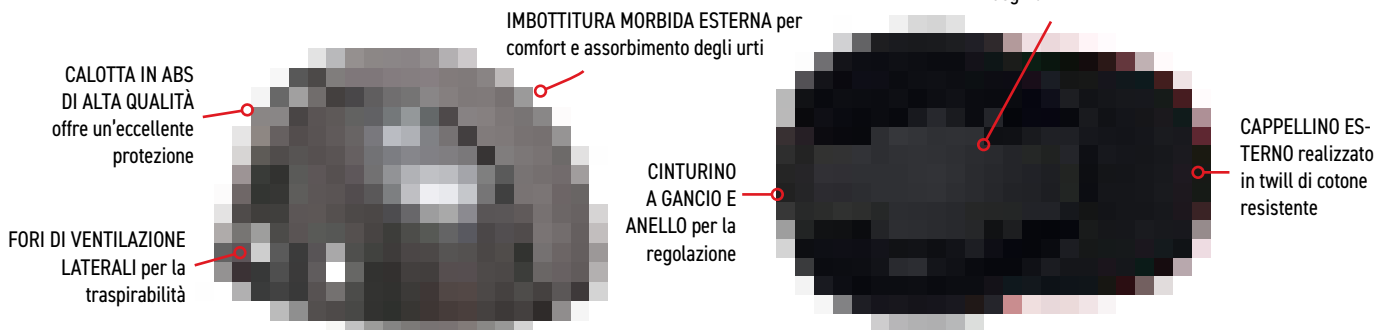 IMBOTTITURA MORBIDA ESTERNA per
comfort e assorbimento degli urti
CALOTTA IN ABS
DI ALTA QUALITÀ
offre un'eccellente
protezione
FORI DI VENTILAZIONE
LATERALI per la
traspirabilità
CINTURINO
A GANCIO E
ANELLO per la
regolazione
CAPPELLINO ES-
TERNO realizzato
in twill di cotone
resistente